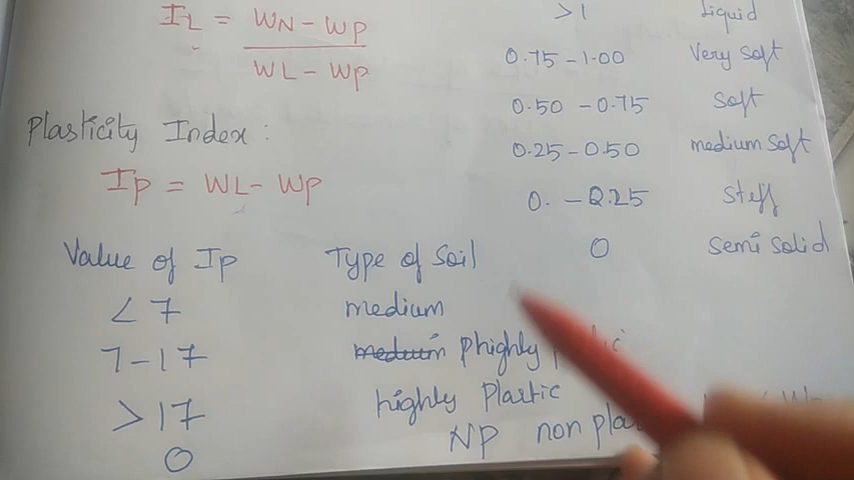 IL = WN - WP
WL - WP
Plasticity Index:
IP = WL - WP
Value of Ip Type of Soil
< 7 medium
7-17 medium phighly
>17 highly Plastic
0 NP non
>1 Liquid
0.75-1.00 Very Soft
0.50-0.75 Soft
0.25-0.50 medium Soft
0.-0.25 Steff
0 Semi Solid